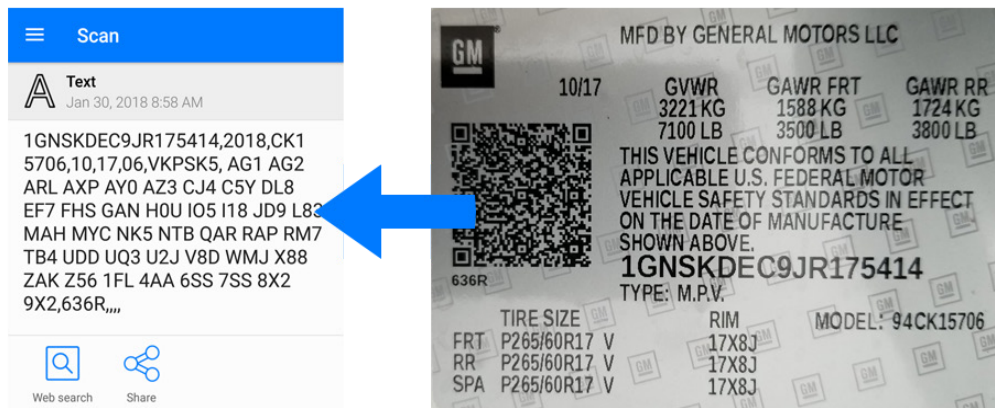 Scan
Text
Jan 30, 2018 8:58 AM
1GNSKDEC9JR175414,2018,CK1
5706,10,17,06,VKPSK5, AG1 AG2
ARL AXP AY0 AZ3 CJ4 C5Y DL8
EF7 FHS GAN H0U IO5 I18 JD9 L83
MAH MYC NK5 NTB QAR RAP RM7
TB4 UDD UQ3 U2J V8D WMJ X88
ZAK Z56 1FL 4AA 6SS 7SS 8X2
9X2,636R,,,,
Web search Share
GM
MFD BY GENERAL MOTORS LLC
10/17 GVWR GAWR FRT GAWR RR
3221 KG 1588 KG 1724 KG
7100 LB 3500 LB 3800 LB
THIS VEHICLE CONFORMS TO ALL
APPLICABLE U.S. FEDERAL MOTOR
VEHICLE SAFETY STANDARDS IN EFFECT
ON THE DATE OF MANUFACTURE
SHOWN ABOVE.
636R
1GNSKDEC9JR175414
TYPE: M.P.V.
TIRE SIZE RIM MODEL: 94CK15706
FRT P265/60R17 V 17X8J
RR P265/60R17 V 17X8J
SPA P265/60R17 V 17X8J